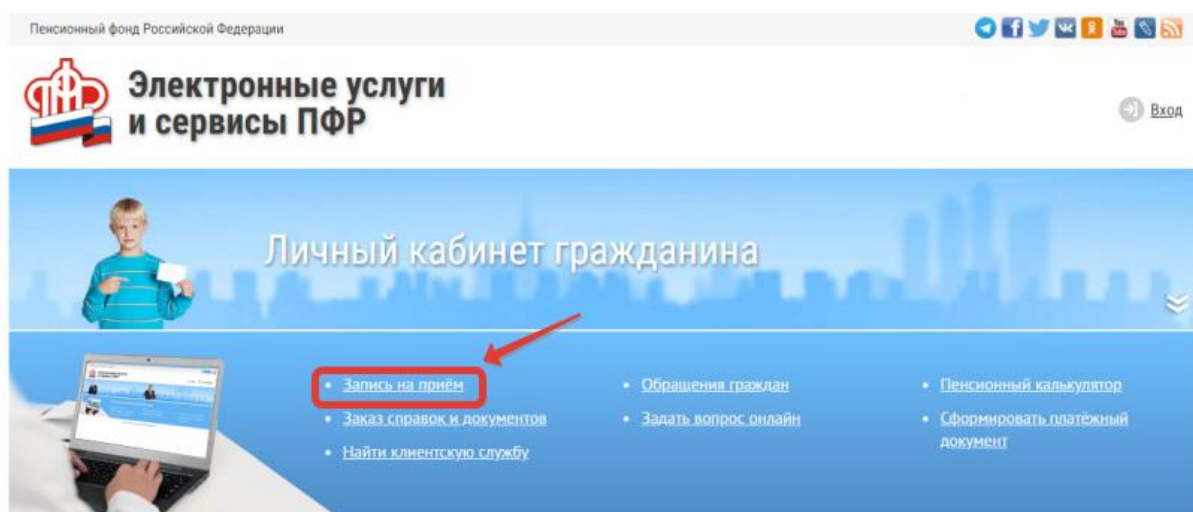 Пенсионный фонд Российской Федерации
Электронные услуги
и сервисы ПФР
Вход
Личный кабинет гражданина
Запись на приём
Заказ справок и документов
Найти клиентскую службу
Обращения граждан
Задать вопрос онлайн
Пенсионный калькулятор
Сформировать платёжный
документ